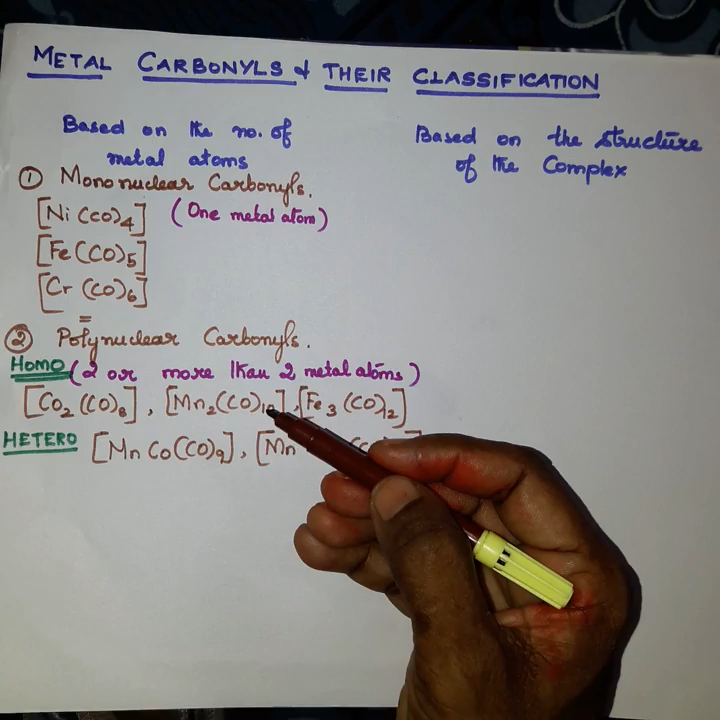 METAL CARBONYLS & THEIR CLASSIFICATION
Based on the no. of
metal atoms
① Mononuclear Carbonyls.
[Ni (CO)4] (One metal atom)
[Fe (CO)5]
[Cr (CO)6]
② Polynuclear Carbonyls.
HOMO (2 or more than 2 metal atoms)
[Co2 (CO)8], [Mn2(CO)10], [Fe3 (CO)12]
HETERO [Mn Co(CO)9], [Mn
Based on the structure
of the Complex